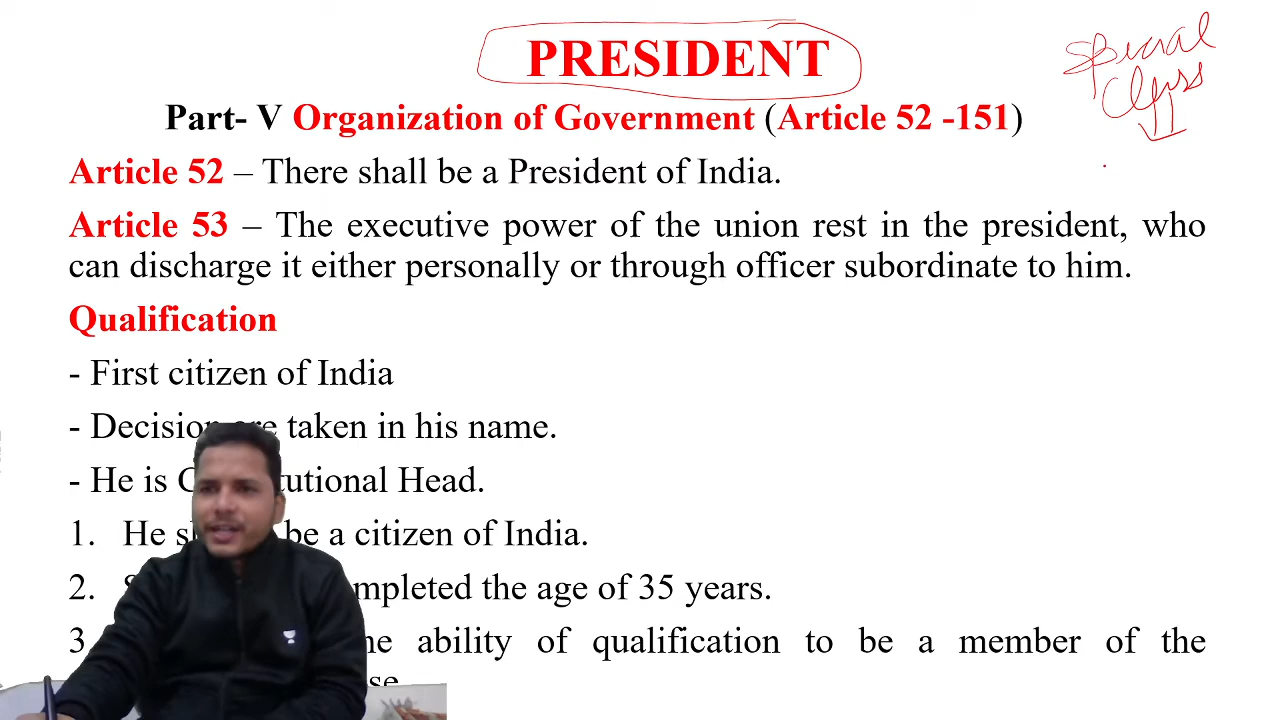 PRESIDENT
Special
Class
Part- V Organization of Government (Article 52 -151)
Article 52 – There shall be a President of India.
Article 53 – The executive power of the union rest in the president, who
can discharge it either personally or through officer subordinate to him.
Qualification
- First citizen of India
- Decision are taken in his name.
- He is Constitutional Head.
1. He be a citizen of India.
2. completed the age of 35 years.
3. ability of qualification to be a member of the